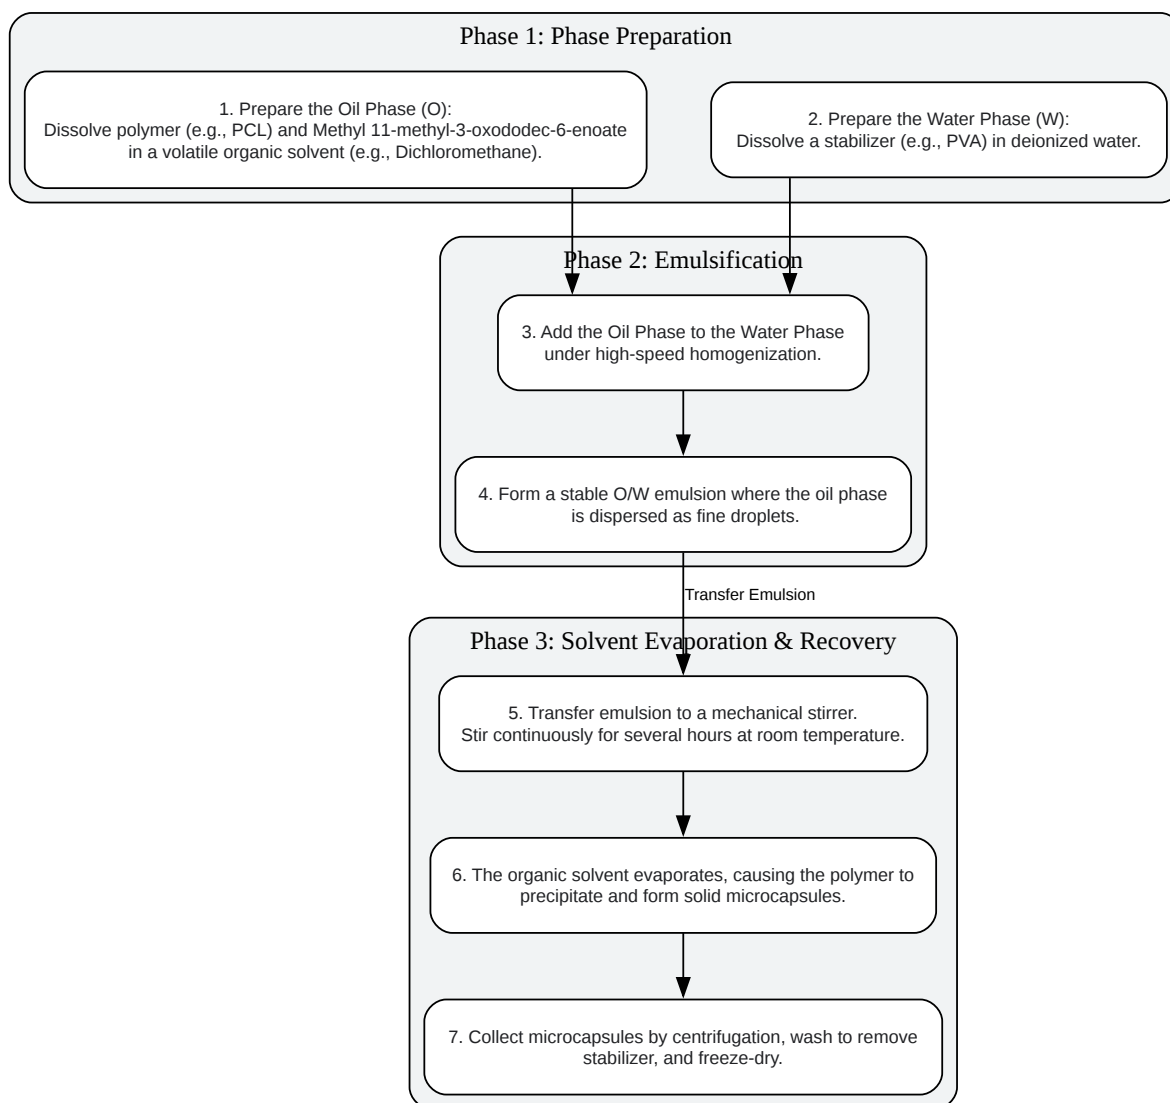 Phase 1: Phase Preparation
1. Prepare the Oil Phase (O):
Dissolve polymer (e.g., PCL) and Methyl 11-methyl-3-oxododec-6-enoate
in a volatile organic solvent (e.g., Dichloromethane).
2. Prepare the Water Phase (W):
Dissolve a stabilizer (e.g., PVA) in deionized water.
Phase 2: Emulsification
3. Add the Oil Phase to the Water Phase
under high-speed homogenization.
4. Form a stable O/W emulsion where the oil phase
is dispersed as fine droplets.
Transfer Emulsion
Phase 3: Solvent Evaporation & Recovery
5. Transfer emulsion to a mechanical stirrer.
Stir continuously for several hours at room temperature.
6. The organic solvent evaporates, causing the polymer to
precipitate and form solid microcapsules.
7. Collect microcapsules by centrifugation, wash to remove
stabilizer, and freeze-dry.